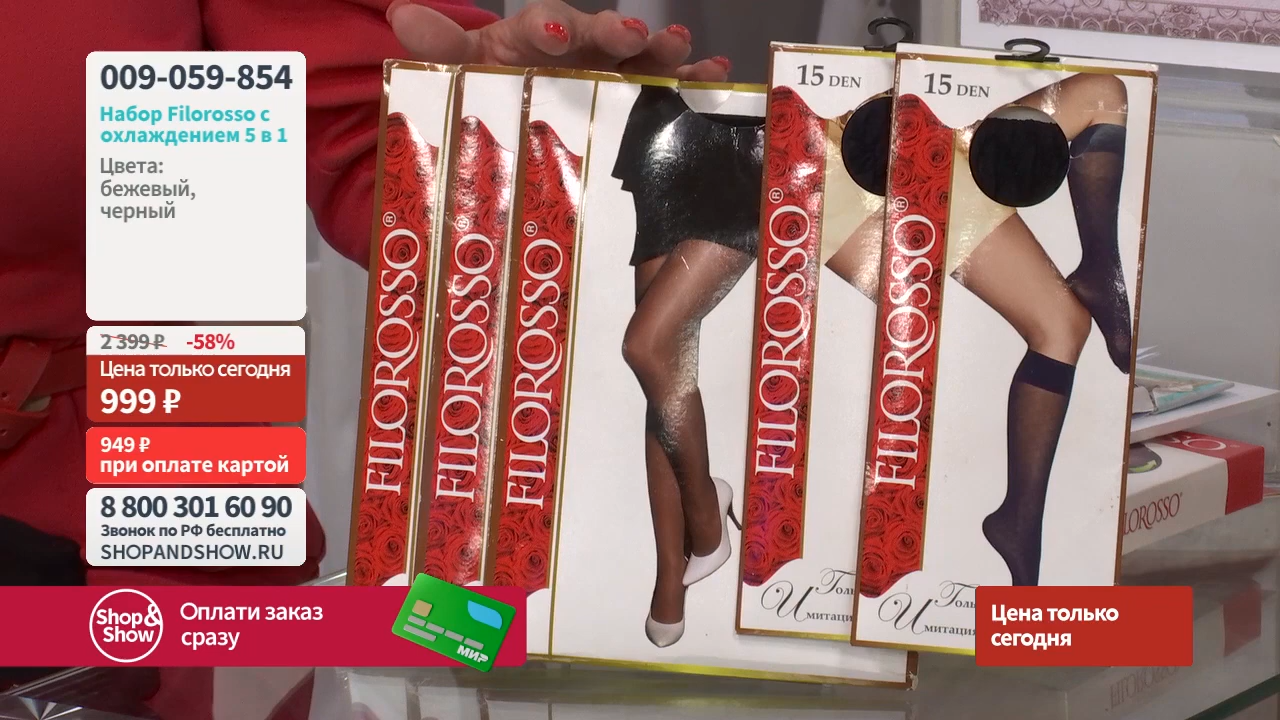 009-059-854
Набор Filorosso с
охлаждением 5 в 1
Цвета:
бежевый,
черный
2 399 ₽ -58%
Цена только сегодня
999 ₽
949 ₽
при оплате картой
8 800 301 60 90
Звонок по РФ бесплатно
SHOPANDSHOW.RU
Shop&
Show
Оплати заказ
сразу
МИР
Цена только
сегодня
FILOROSSO®
FILOROSSO®
FILOROSSO®
15 DEN
FILOROSSO®
15 DEN
FILOROSSO®
Имитация